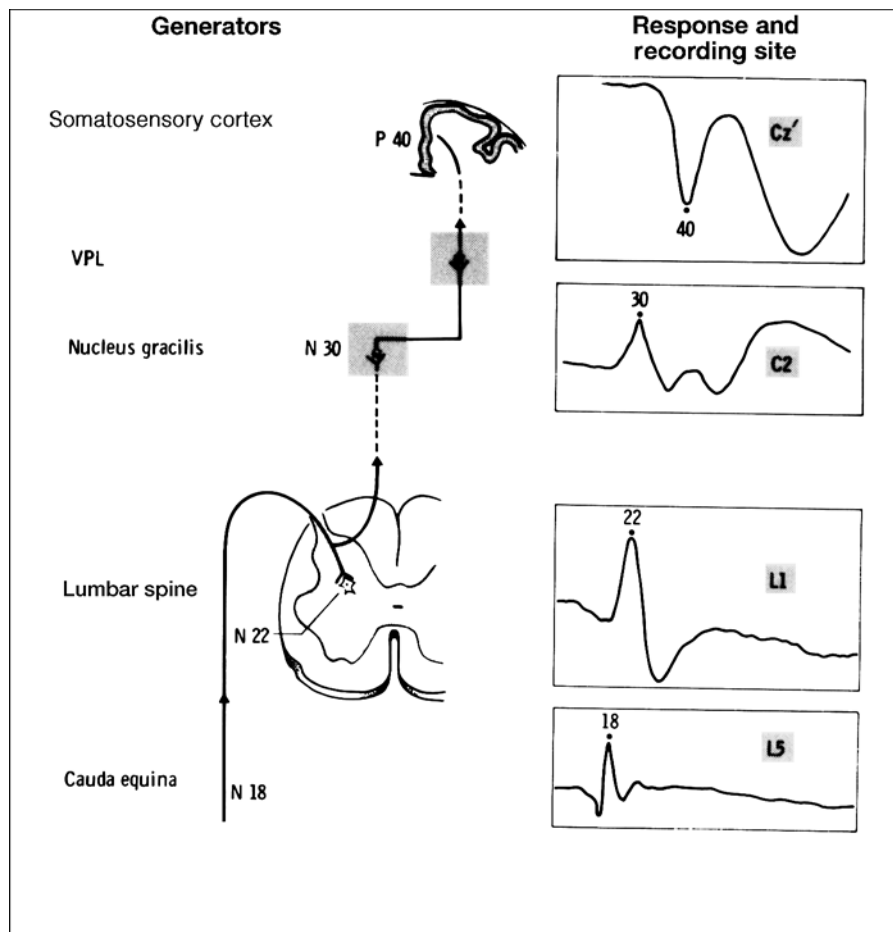 Generators
Response and
recording site
Somatosensory cortex
P 40
Cz′
40
VPL
30
Nucleus gracilis
N 30
C2
22
L1
Lumbar spine
N 22
18
L5
Cauda equina
N 18